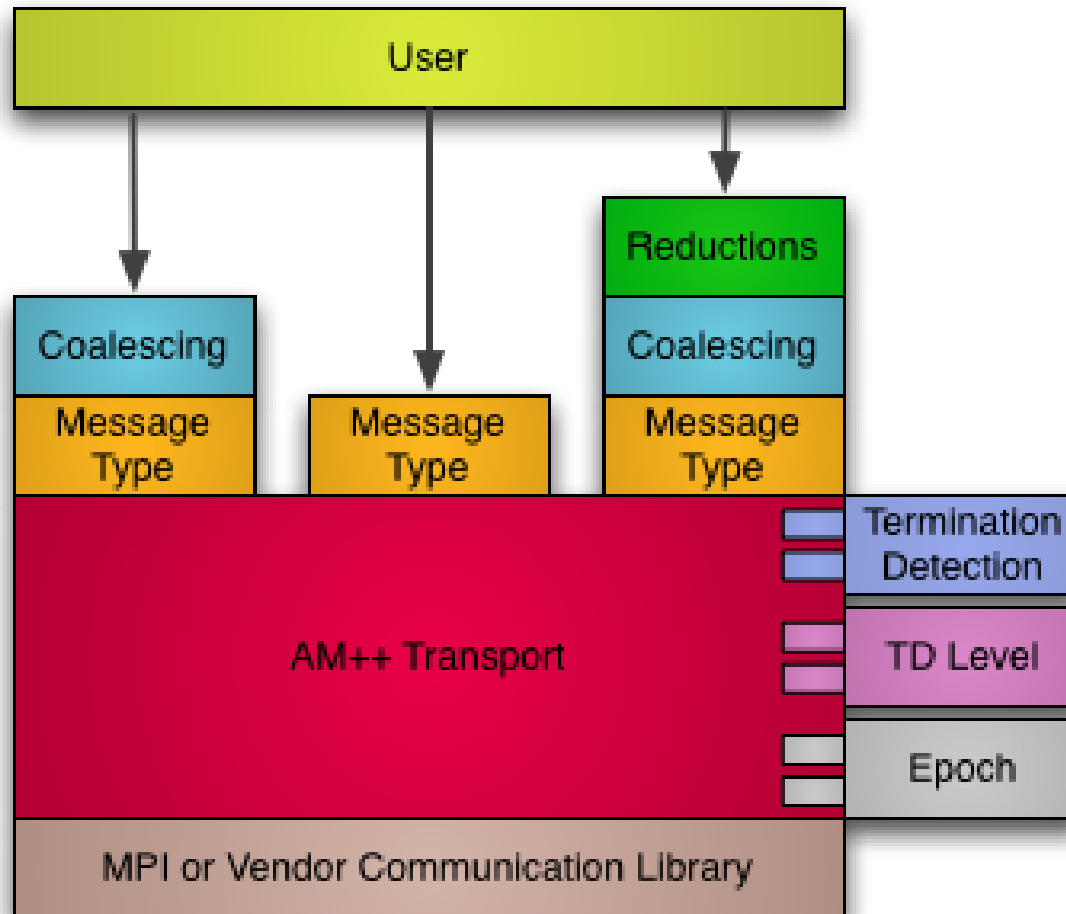 User
Reductions
Coalescing
Coalescing
Message
Type
Message
Type
Message
Type
Termination
Detection
AM++ Transport
TD Level
Epoch
MPI or Vendor Communication Library